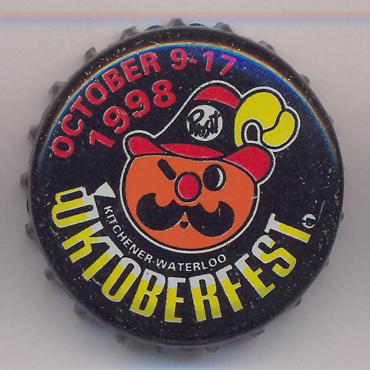 OCTOBER 9-17
1998
Prosit
KITCHENER-WATERLOO
OKTOBERFEST